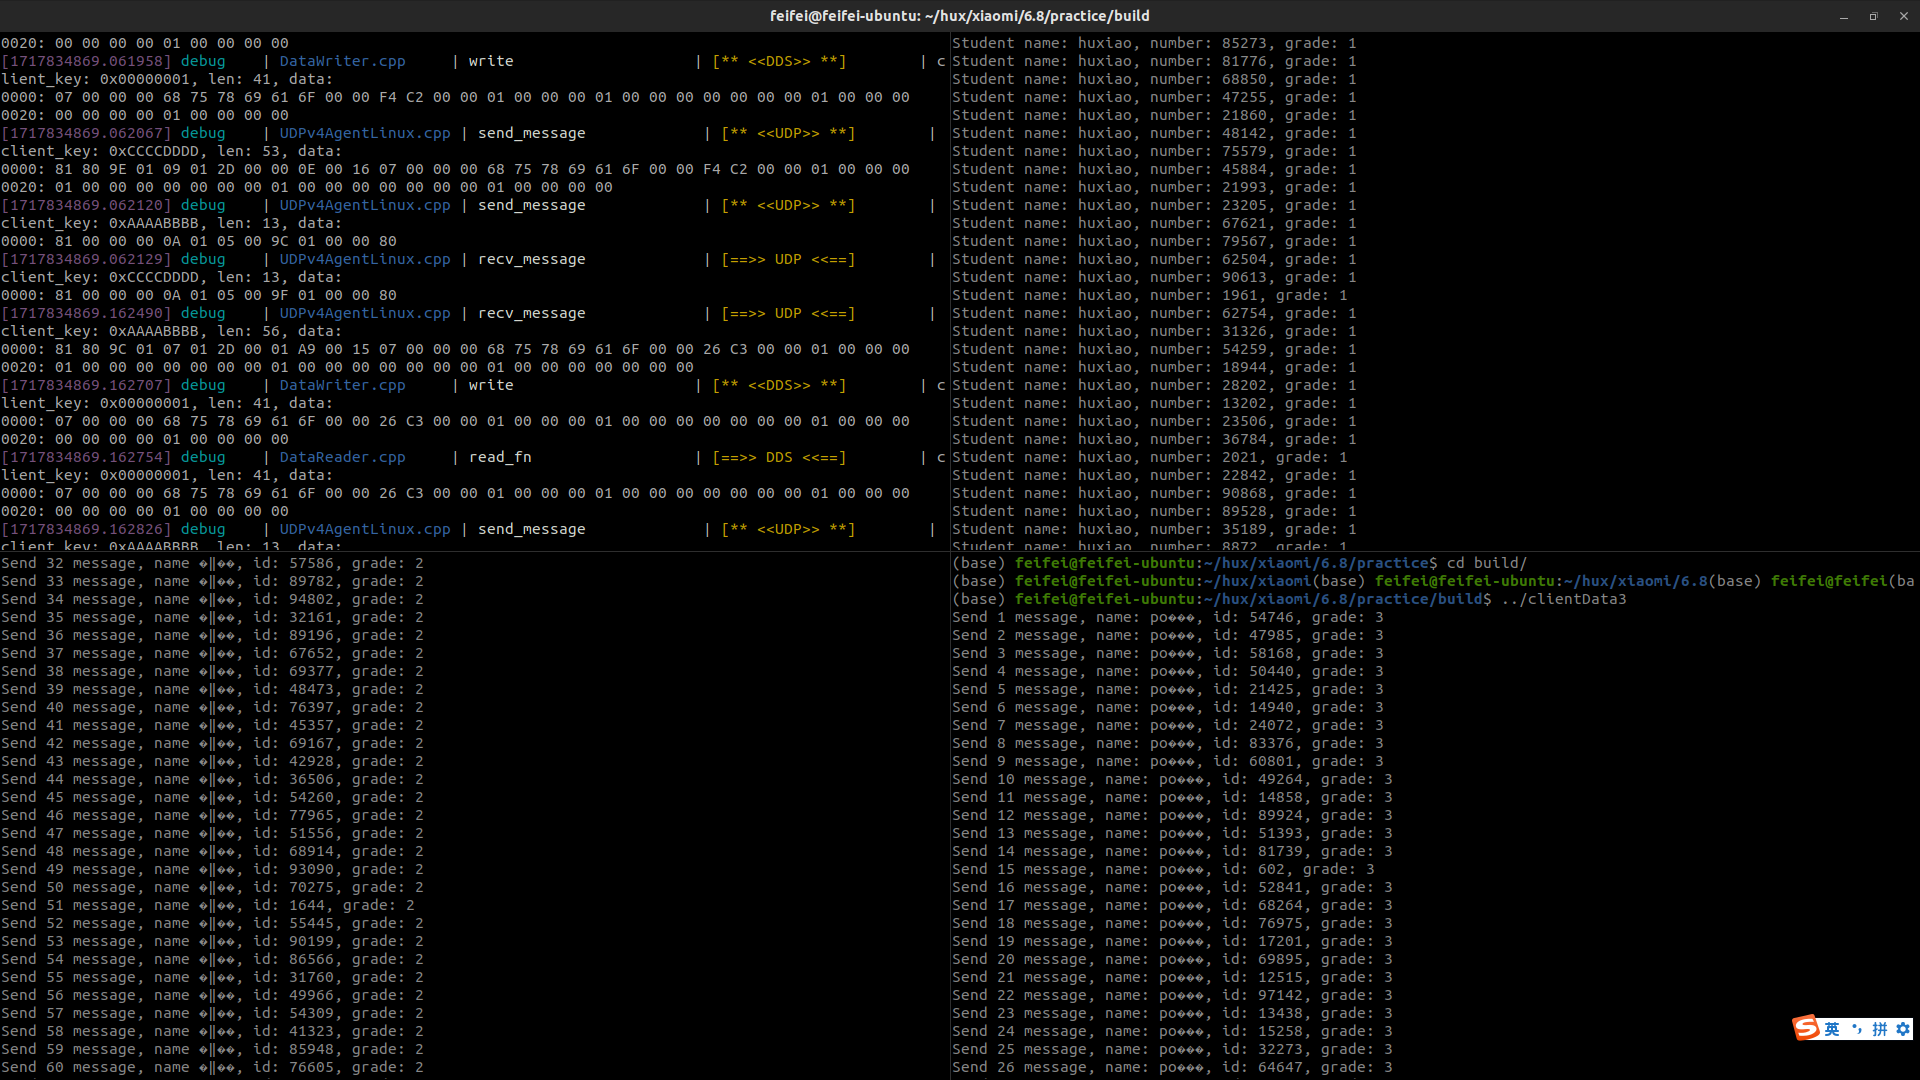 feifei@feifei-ubuntu: ~/hux/xiaomi/6.8/practice/build
0020: 00 00 00 00 01 00 00 00 00
[1717834869.061958] debug    | DataWriter.cpp     | write                    | [** <<DDS>> **]        | c
lient_key: 0x00000001, len: 41, data:
0000: 07 00 00 00 68 75 78 69 61 6F 00 00 F4 C2 00 00 01 00 00 00 01 00 00 00 00 00 00 00 01 00 00 00
0020: 00 00 00 00 01 00 00 00 00
[1717834869.062067] debug    | UDPv4AgentLinux.cpp | send_message             | [** <<UDP>> **]        |
client_key: 0xCCCCDDDD, len: 53, data:
0000: 81 80 9E 01 09 01 2D 00 00 0E 00 16 07 00 00 00 68 75 78 69 61 6F 00 00 F4 C2 00 00 01 00 00 00
0020: 01 00 00 00 00 00 00 00 01 00 00 00 00 00 00 00 01 00 00 00 00
[1717834869.062120] debug    | UDPv4AgentLinux.cpp | send_message             | [** <<UDP>> **]        |
client_key: 0xAAAABBBB, len: 13, data:
0000: 81 00 00 00 0A 01 05 00 9C 01 00 00 80
[1717834869.062129] debug    | UDPv4AgentLinux.cpp | recv_message             | [==>> UDP <<==]        |
client_key: 0xCCCCDDDD, len: 13, data:
0000: 81 00 00 00 0A 01 05 00 9F 01 00 00 80
[1717834869.162490] debug    | UDPv4AgentLinux.cpp | recv_message             | [==>> UDP <<==]        |
client_key: 0xAAAABBBB, len: 56, data:
0000: 81 80 9C 01 07 01 2D 00 01 A9 00 15 07 00 00 00 68 75 78 69 61 6F 00 00 26 C3 00 00 01 00 00 00
0020: 01 00 00 00 00 00 00 00 01 00 00 00 00 00 00 00 01 00 00 00 00 00 00 00
[1717834869.162707] debug    | DataWriter.cpp     | write                    | [** <<DDS>> **]        | c
lient_key: 0x00000001, len: 41, data:
0000: 07 00 00 00 68 75 78 69 61 6F 00 00 26 C3 00 00 01 00 00 00 01 00 00 00 00 00 00 00 01 00 00 00
0020: 00 00 00 00 01 00 00 00 00
[1717834869.162754] debug    | DataReader.cpp     | read_fn                  | [==>> DDS <<==]        | c
lient_key: 0x00000001, len: 41, data:
0000: 07 00 00 00 68 75 78 69 61 6F 00 00 26 C3 00 00 01 00 00 00 01 00 00 00 00 00 00 00 01 00 00 00
0020: 00 00 00 00 01 00 00 00 00
[1717834869.162826] debug    | UDPv4AgentLinux.cpp | send_message             | [** <<UDP>> **]        |
client_key: 0xAAAABBBB, len: 13, data:
Student name: huxiao, number: 85273, grade: 1
Student name: huxiao, number: 81776, grade: 1
Student name: huxiao, number: 68850, grade: 1
Student name: huxiao, number: 47255, grade: 1
Student name: huxiao, number: 21860, grade: 1
Student name: huxiao, number: 48142, grade: 1
Student name: huxiao, number: 75579, grade: 1
Student name: huxiao, number: 45884, grade: 1
Student name: huxiao, number: 21993, grade: 1
Student name: huxiao, number: 23205, grade: 1
Student name: huxiao, number: 67621, grade: 1
Student name: huxiao, number: 79567, grade: 1
Student name: huxiao, number: 62504, grade: 1
Student name: huxiao, number: 90613, grade: 1
Student name: huxiao, number: 1961, grade: 1
Student name: huxiao, number: 62754, grade: 1
Student name: huxiao, number: 31326, grade: 1
Student name: huxiao, number: 54259, grade: 1
Student name: huxiao, number: 18944, grade: 1
Student name: huxiao, number: 28202, grade: 1
Student name: huxiao, number: 13202, grade: 1
Student name: huxiao, number: 23506, grade: 1
Student name: huxiao, number: 36784, grade: 1
Student name: huxiao, number: 2021, grade: 1
Student name: huxiao, number: 22842, grade: 1
Student name: huxiao, number: 90868, grade: 1
Student name: huxiao, number: 89528, grade: 1
Student name: huxiao, number: 35189, grade: 1
Student name: huxiao, number: 8872, grade: 1
Send 32 message, name �‖��, id: 57586, grade: 2
Send 33 message, name �‖��, id: 89782, grade: 2
Send 34 message, name �‖��, id: 94802, grade: 2
Send 35 message, name �‖��, id: 32161, grade: 2
Send 36 message, name �‖��, id: 89196, grade: 2
Send 37 message, name �‖��, id: 67652, grade: 2
Send 38 message, name �‖��, id: 69377, grade: 2
Send 39 message, name �‖��, id: 48473, grade: 2
Send 40 message, name �‖��, id: 76397, grade: 2
Send 41 message, name �‖��, id: 45357, grade: 2
Send 42 message, name �‖��, id: 69167, grade: 2
Send 43 message, name �‖��, id: 42928, grade: 2
Send 44 message, name �‖��, id: 36506, grade: 2
Send 45 message, name �‖��, id: 54260, grade: 2
Send 46 message, name �‖��, id: 77965, grade: 2
Send 47 message, name �‖��, id: 51556, grade: 2
Send 48 message, name �‖��, id: 68914, grade: 2
Send 49 message, name �‖��, id: 93090, grade: 2
Send 50 message, name �‖��, id: 70275, grade: 2
Send 51 message, name �‖��, id: 1644, grade: 2
Send 52 message, name �‖��, id: 55445, grade: 2
Send 53 message, name �‖��, id: 90199, grade: 2
Send 54 message, name �‖��, id: 86566, grade: 2
Send 55 message, name �‖��, id: 31760, grade: 2
Send 56 message, name �‖��, id: 49966, grade: 2
Send 57 message, name �‖��, id: 54309, grade: 2
Send 58 message, name �‖��, id: 41323, grade: 2
Send 59 message, name �‖��, id: 85948, grade: 2
Send 60 message, name �‖��, id: 76605, grade: 2
(base) feifei@feifei-ubuntu:~/hux/xiaomi/6.8/practice$ cd build/
(base) feifei@feifei-ubuntu:~/hux/xiaomi(base) feifei@feifei-ubuntu:~/hux/xiaomi/6.8(base) feifei@feifei(ba
(base) feifei@feifei-ubuntu:~/hux/xiaomi/6.8/practice/build$ ../clientData3
Send 1 message, name: po���, id: 54746, grade: 3
Send 2 message, name: po���, id: 47985, grade: 3
Send 3 message, name: po���, id: 58168, grade: 3
Send 4 message, name: po���, id: 50440, grade: 3
Send 5 message, name: po���, id: 21425, grade: 3
Send 6 message, name: po���, id: 14940, grade: 3
Send 7 message, name: po���, id: 24072, grade: 3
Send 8 message, name: po���, id: 83376, grade: 3
Send 9 message, name: po���, id: 60801, grade: 3
Send 10 message, name: po���, id: 49264, grade: 3
Send 11 message, name: po���, id: 14858, grade: 3
Send 12 message, name: po���, id: 89924, grade: 3
Send 13 message, name: po���, id: 51393, grade: 3
Send 14 message, name: po���, id: 81739, grade: 3
Send 15 message, name: po���, id: 602, grade: 3
Send 16 message, name: po���, id: 52841, grade: 3
Send 17 message, name: po���, id: 68264, grade: 3
Send 18 message, name: po���, id: 76975, grade: 3
Send 19 message, name: po���, id: 17201, grade: 3
Send 20 message, name: po���, id: 69895, grade: 3
Send 21 message, name: po���, id: 12515, grade: 3
Send 22 message, name: po���, id: 97142, grade: 3
Send 23 message, name: po���, id: 13438, grade: 3
Send 24 message, name: po���, id: 15258, grade: 3
Send 25 message, name: po���, id: 32273, grade: 3
Send 26 message, name: po���, id: 64647, grade: 3
S 英 拼